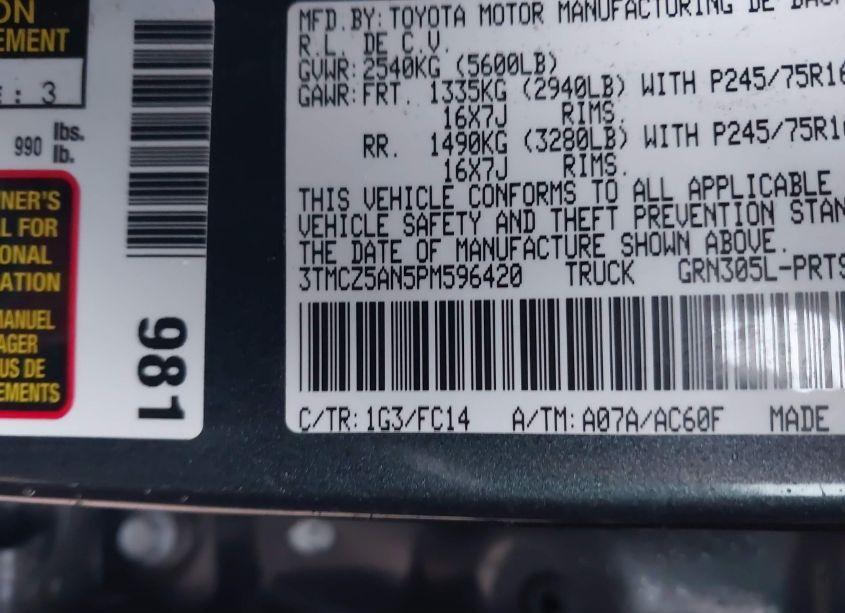 ON
EMENT
: 3
990 lbs.
lb.
NER'S
L FOR
ONAL
ATION
MANUEL
AGER
US DE
EMENTS
981
MFD.BY: TOYOTA MOTOR MANUFACTURING DE BAJA
R.L. DE C.V.
GVWR: 2540KG (5600LB)
GAWR: FRT. 1335KG (2940LB) WITH P245/75R16
16X7J RIMS.
RR. 1490KG (3280LB) WITH P245/75R16
16X7J RIMS.
THIS VEHICLE CONFORMS TO ALL APPLICABLE
VEHICLE SAFETY AND THEFT PREVENTION STAN
THE DATE OF MANUFACTURE SHOWN ABOVE.
3TMCZ5AN5PM596420 TRUCK GRN305L-PRTS
C/TR: 1G3/FC14 A/TM: A07A/AC60F MADE